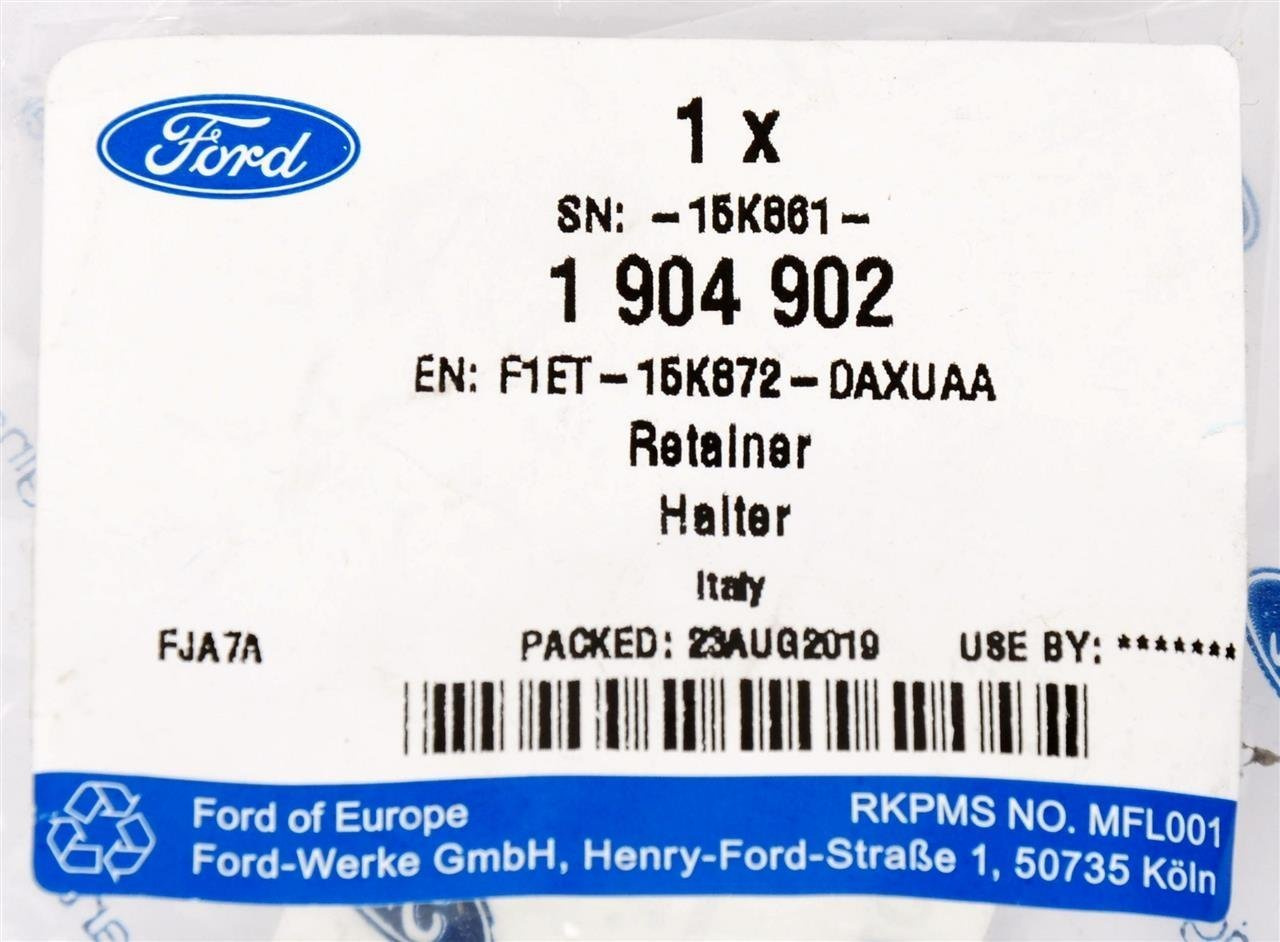 Ford
1 x
SN: -15K861-
1 904 902
EN: F1ET-15K872-DAXUAA
Retainer
Halter
Italy
FJA7A PACKED: 23AUG2019 USE BY: *******
Ford of Europe RKPMS NO. MFL001
Ford-Werke GmbH, Henry-Ford-Straße 1, 50735 Köln